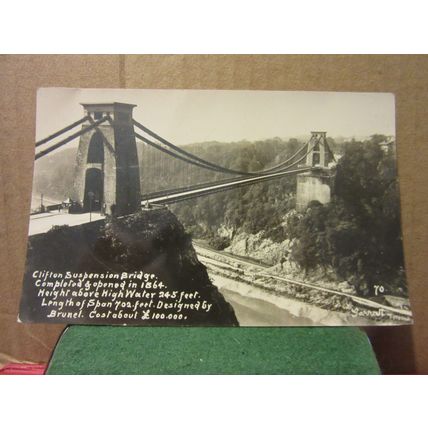 Clifton Suspension Bridge.
Completed & opened in 1864.
Height above High Water 245 feet.
Length of Span 702 feet. Designed by
Brunel. Cost about £100.000.
70
Garratt